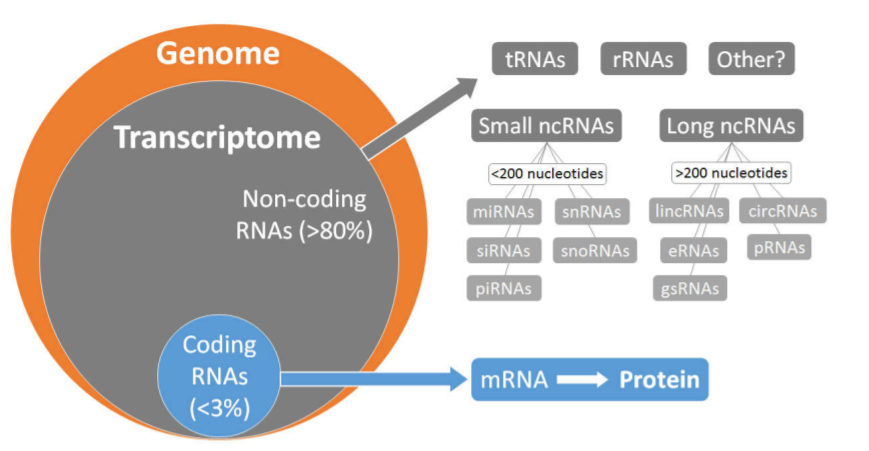 Genome
Transcriptome
Non-coding
RNAs (>80%)
Coding
RNAs
(<3%)
tRNAs rRNAs Other?
Small ncRNAs Long ncRNAs
<200 nucleotides >200 nucleotides
miRNAs snRNAs lincRNAs circRNAs
siRNAs snoRNAs eRNAs pRNAs
piRNAs gsRNAs
mRNA Protein